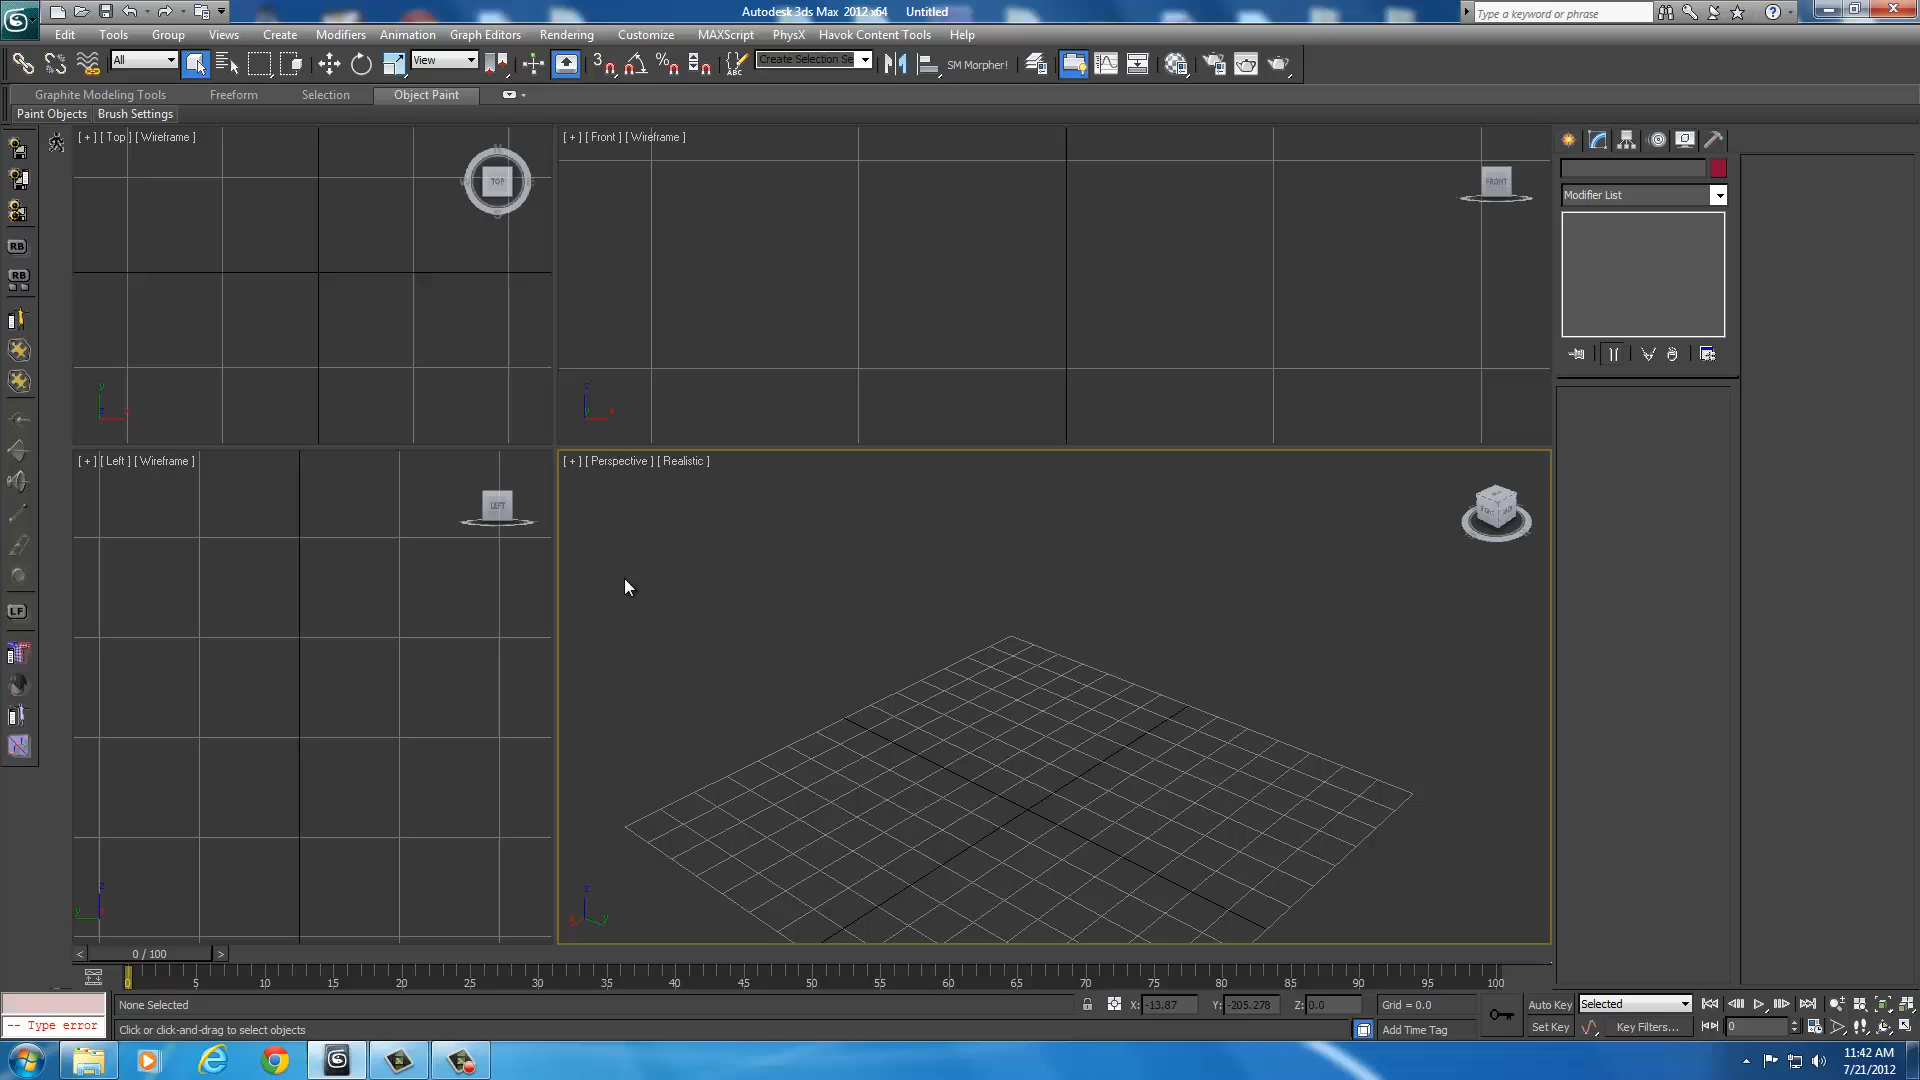 Autodesk 3ds Max 2012 x64 Untitled
Type a keyword or phrase
Edit Tools Group Views Create Modifiers Animation Graph Editors Rendering Customize MAXScript PhysX Havok Content Tools Help
All View 3 % ABC Create Selection Se SM Morpher!
Graphite Modeling Tools Freeform Selection Object Paint
Paint Objects Brush Settings
[ + ] [ Top ] [ Wireframe ]
TOP
[ + ] [ Front ] [ Wireframe ]
FRONT
[ + ] [ Left ] [ Wireframe ]
LEFT
[ + ] [ Perspective ] [ Realistic ]
Modifier List
RB
RB
LF
0 / 100
0 5 10 15 20 25 30 35 40 45 50 55 60 65 70 75 80 85 90 95 100
-- Type error
None Selected
X: -13.87 Y: -205.278 Z: 0.0 Grid = 0.0
Click or click-and-drag to select objects
Add Time Tag
Auto Key Selected
Set Key Key Filters... 0
11:42 AM
7/21/2012